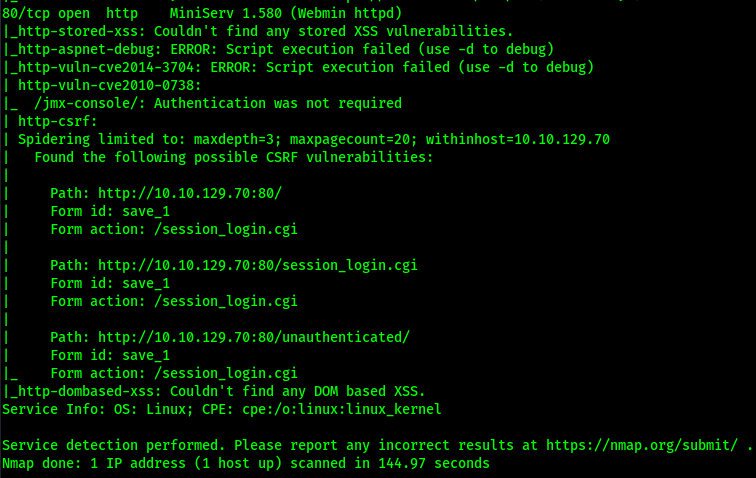 80/tcp open  http    MiniServ 1.580 (Webmin httpd)
|_http-stored-xss: Couldn't find any stored XSS vulnerabilities.
|_http-aspnet-debug: ERROR: Script execution failed (use -d to debug)
|_http-vuln-cve2014-3704: ERROR: Script execution failed (use -d to debug)
| http-vuln-cve2010-0738:
|_  /jmx-console/: Authentication was not required
| http-csrf:
| Spidering limited to: maxdepth=3; maxpagecount=20; withinhost=10.10.129.70
|   Found the following possible CSRF vulnerabilities:
|
|     Path: http://10.10.129.70:80/
|     Form id: save_1
|     Form action: /session_login.cgi
|
|     Path: http://10.10.129.70:80/session_login.cgi
|     Form id: save_1
|     Form action: /session_login.cgi
|
|     Path: http://10.10.129.70:80/unauthenticated/
|     Form id: save_1
|_    Form action: /session_login.cgi
|_http-dombased-xss: Couldn't find any DOM based XSS.
Service Info: OS: Linux; CPE: cpe:/o:linux:linux_kernel

Service detection performed. Please report any incorrect results at https://nmap.org/submit/ .
Nmap done: 1 IP address (1 host up) scanned in 144.97 seconds